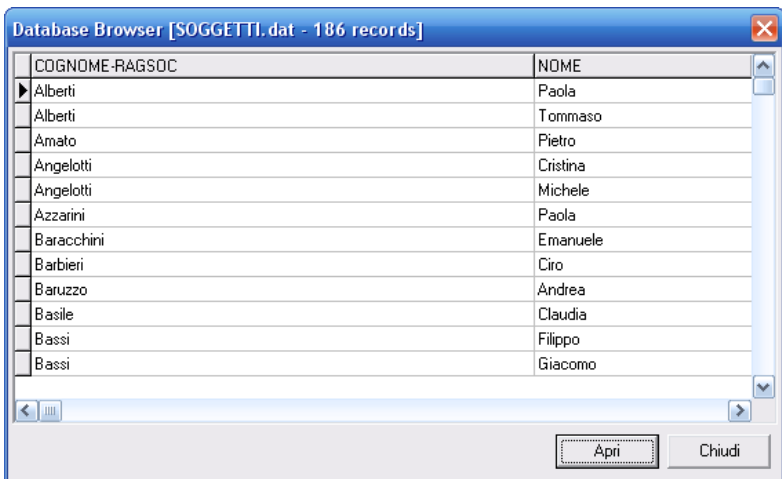 Database Browser [SOGGETTI.dat - 186 records]
COGNOME-RAGSOC NOME
Alberti Paola
Alberti Tommaso
Amato Pietro
Angelotti Cristina
Angelotti Michele
Azzarini Paola
Baracchini Emanuele
Barbieri Ciro
Baruzzo Andrea
Basile Claudia
Bassi Filippo
Bassi Giacomo
Apri Chiudi